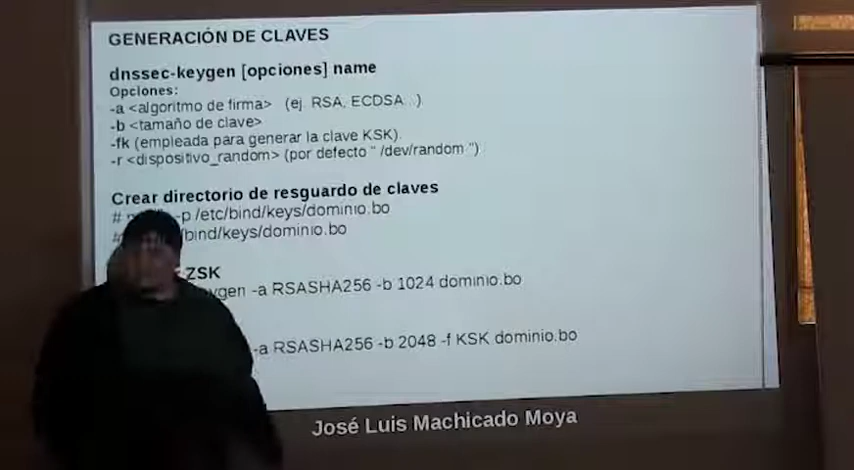 GENERACIÓN DE CLAVES
dnssec-keygen [opciones] name
Opciones:
-a <algoritmo de firma> (ej. RSA, ECDSA...)
-b <tamaño de clave>
-fk (empleada para generar la clave KSK).
-r <dispositivo_random> (por defecto " /dev/random ")
Crear directorio de resguardo de claves
# -p /etc/bind/keys/dominio.bo
# /bind/keys/dominio.bo
ZSK
-a RSASHA256 -b 1024 dominio.bo
-a RSASHA256 -b 2048 -f KSK dominio.bo
José Luis Machicado Moya